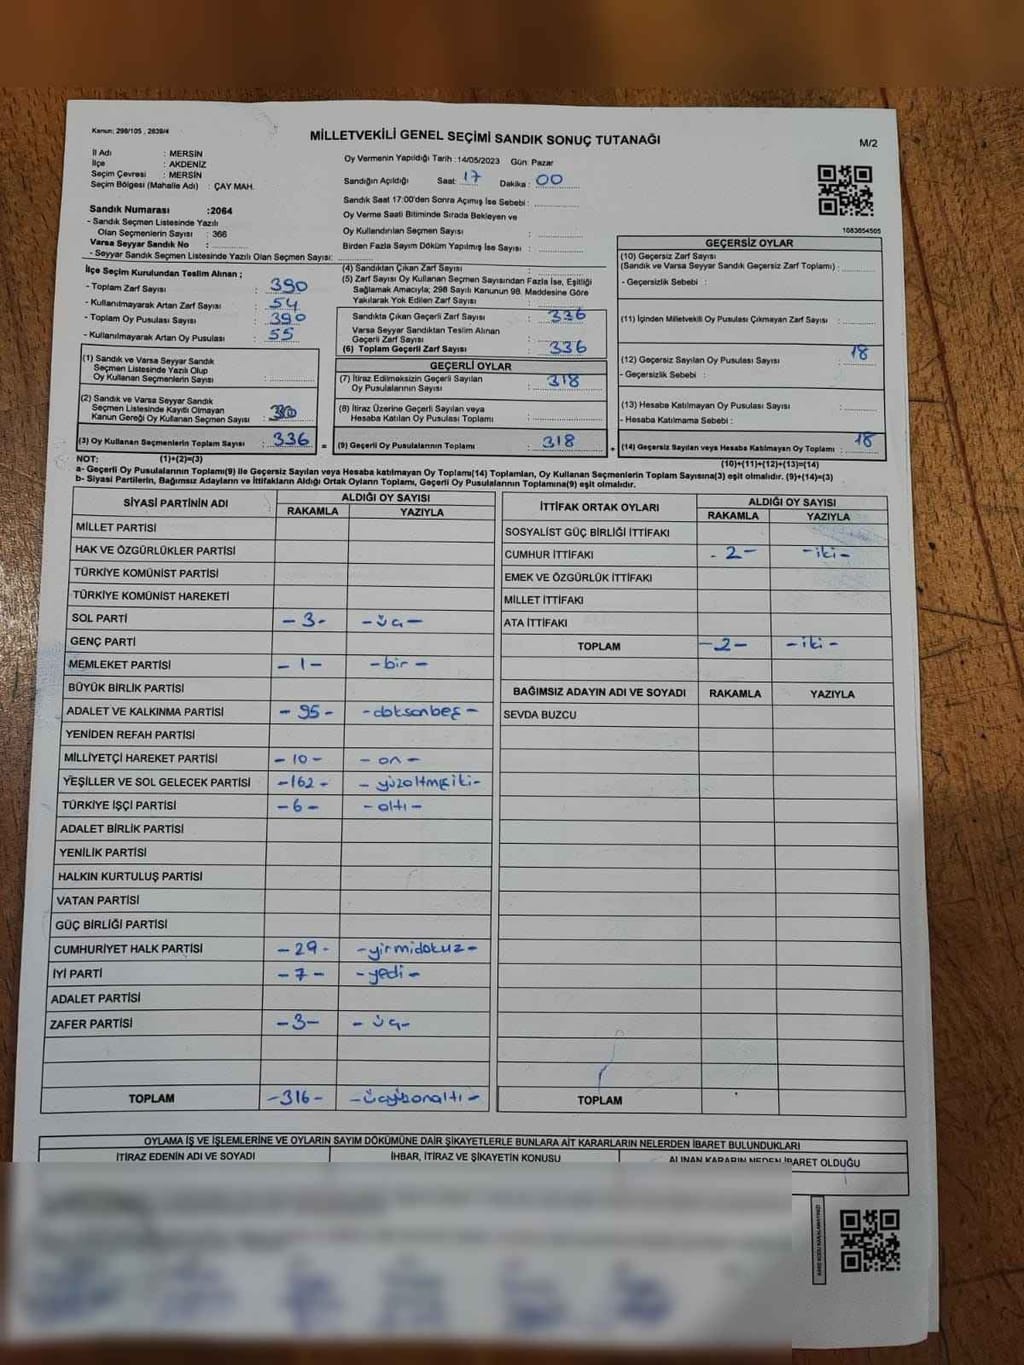 Kanun; 298/105 , 2839/4
MİLLETVEKİLİ GENEL SEÇİMİ SANDIK SONUÇ TUTANAĞI
M/2
İl Adı : MERSİN
İlçe : AKDENİZ
Seçim Çevresi : MERSİN
Seçim Bölgesi (Mahalle Adı) : ÇAY MAH.
Sandık Numarası :2064
- Sandık Seçmen Listesinde Yazılı
Olan Seçmenlerin Sayısı : 366
Varsa Seyyar Sandık No :
- Seyyar Sandık Seçmen Listesinde Yazılı Olan Seçmen Sayısı:
Oy Vermenin Yapıldığı Tarih :14/05/2023 Gün: Pazar
Sandığın Açıldığı Saat: 17 Dakika : 00
Sandık Saat 17:00'den Sonra Açımış İse Sebebi :
Oy Verme Saati Bitiminde Sırada Bekleyen ve
Oy Kullandırılan Seçmen Sayısı :
Birden Fazla Sayım Döküm Yapılmış İse Sayısı :
1083054505
İlçe Seçim Kurulundan Teslim Alınan ;
- Toplam Zarf Sayısı : 390
- Kullanılmayarak Artan Zarf Sayısı : 54
- Toplam Oy Pusulası Sayısı : 390
- Kullanılmayarak Artan Oy Pusulası : 55
(1) Sandık ve Varsa Seyyar Sandık
Seçmen Listesinde Yazılı Olup
Oy Kullanan Seçmenlerin Sayısı :
(2) Sandık ve Varsa Seyyar Sandık
Seçmen Listesinde Kayıtlı Olmayan
Kanun Gereği Oy Kullanan Seçmen Sayısı :
(3) Oy Kullanan Seçmenlerin Toplam Sayısı : 336 =
(4) Sandıktan Çıkan Zarf Sayısı :
(5) Zarf Sayısı Oy Kullanan Seçmen Sayısından Fazla İse, Eşitliği
Sağlamak Amacıyla; 298 Sayılı Kanunun 98. Maddesine Göre
Yakılarak Yok Edilen Zarf Sayısı :
Sandıkta Çıkan Geçerli Zarf Sayısı : 336
Varsa Seyyar Sandıktan Teslim Alınan
Geçerli Zarf Sayısı :
(6) Toplam Geçerli Zarf Sayısı : 336
GEÇERLİ OYLAR
(7) İtiraz Edilmeksizin Geçerli Sayılan
Oy Pusulalarının Sayısı : 318
(8) İtiraz Üzerine Geçerli Sayılan veya
Hesaba Katılan Oy Pusulası Toplamı :
(9) Geçerli Oy Pusulalarının Toplamı : 318 +
GEÇERSİZ OYLAR
(10) Geçersiz Zarf Sayısı
(Sandık ve Varsa Seyyar Sandık Geçersiz Zarf Toplamı) :
- Geçersizlik Sebebi :
(11) İçinden Milletvekili Oy Pusulası Çıkmayan Zarf Sayısı :
(12) Geçersiz Sayılan Oy Pusulası Sayısı : 18
- Geçersizlik Sebebi :
(13) Hesaba Katılmayan Oy Pusulası Sayısı :
- Hesaba Katılmama Sebebi :
(14) Geçersiz Sayılan veya Hesaba Katılmayan Oy Toplamı : 18
NOT: (1)+(2)=(3)
(10)+(11)+(12)+(13)=(14)
a- Geçerli Oy Pusulalarının Toplamı(9) ile Geçersiz Sayılan veya Hesaba katılmayan Oy Toplamı(14) Toplamları, Oy Kullanan Seçmenlerin Toplam Sayısına(3) eşit olmalıdır. (9)+(14)=(3)
b- Siyasi Partilerin, Bağımsız Adayların ve İttifakların Aldığı Ortak Oyların Toplamı, Geçerli Oy Pusulalarının Toplamına(9) eşit olmalıdır.
SİYASİ PARTİNİN ADI ALDIĞI OY SAYISI
RAKAMLA YAZIYLA
MİLLET PARTİSİ
HAK VE ÖZGÜRLÜKLER PARTİSİ
TÜRKİYE KOMÜNİST PARTİSİ
TÜRKİYE KOMÜNİST HAREKETİ
SOL PARTİ -3- -üç-
GENÇ PARTİ
MEMLEKET PARTİSİ -1- -bir-
BÜYÜK BİRLİK PARTİSİ
ADALET VE KALKINMA PARTİSİ -95- -doksanbeş-
YENİDEN REFAH PARTİSİ
MİLLİYETÇİ HAREKET PARTİSİ -10- -on-
YEŞİLLER VE SOL GELECEK PARTİSİ -162- -yüzaltmışiki-
TÜRKİYE İŞÇİ PARTİSİ -6- -altı-
ADALET BİRLİK PARTİSİ
YENİLİK PARTİSİ
HALKIN KURTULUŞ PARTİSİ
VATAN PARTİSİ
GÜÇ BİRLİĞİ PARTİSİ
CUMHURİYET HALK PARTİSİ -29- -yirmidokuz-
İYİ PARTİ -7- -yedi-
ADALET PARTİSİ
ZAFER PARTİSİ -3- -üç-
TOPLAM -316- -üçyüzonaltı-
İTTİFAK ORTAK OYLARI ALDIĞI OY SAYISI
RAKAMLA YAZIYLA
SOSYALİST GÜÇ BİRLİĞİ İTTİFAKI
CUMHUR İTTİFAKI -2- -iki-
EMEK VE ÖZGÜRLÜK İTTİFAKI
MİLLET İTTİFAKI
ATA İTTİFAKI
TOPLAM -2- -iki-
BAĞIMSIZ ADAYIN ADI VE SOYADI RAKAMLA YAZIYLA
SEVDA BUZCU
TOPLAM
OYLAMA İŞ VE İŞLEMLERİNE VE OYLARIN SAYIM DÖKÜMÜNE DAİR ŞİKAYETLERLE BUNLARA AİT KARARLARIN NELERDEN İBARET BULUNDUKLARI
İTİRAZ EDENİN ADI VE SOYADI İHBAR, İTİRAZ VE ŞİKAYETİN KONUSU ALINAN KARARIN NEDEN İBARET OLDUĞU